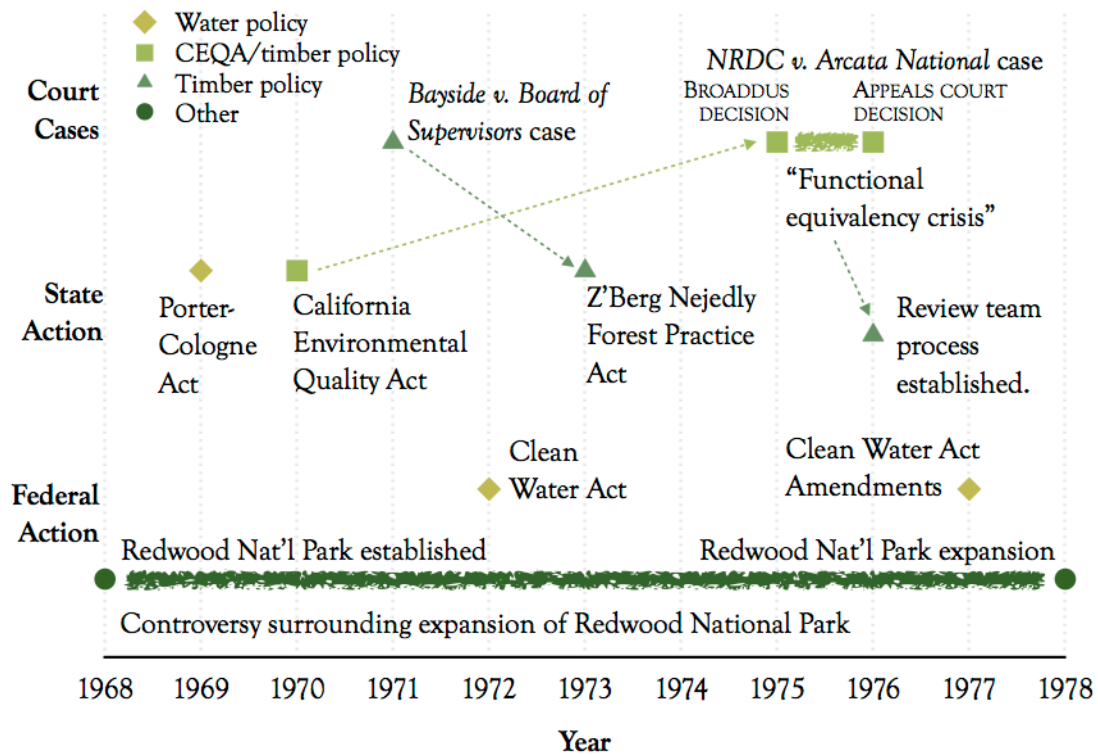 Water policy
CEQA/timber policy
Timber policy
Other
Court
Cases
Bayside v. Board of
Supervisors case
NRDC v. Arcata National case
BROADDUS
DECISION
APPEALS COURT
DECISION
“Functional
equivalency crisis”
State
Action
Porter-
Cologne
Act
California
Environmental
Quality Act
Z’Berg Nejedly
Forest Practice
Act
Review team
process
established.
Federal
Action
Clean
Water Act
Clean Water Act
Amendments
Redwood Nat’l Park established
Redwood Nat’l Park expansion
Controversy surrounding expansion of Redwood National Park
1968 1969 1970 1971 1972 1973 1974 1975 1976 1977 1978
Year